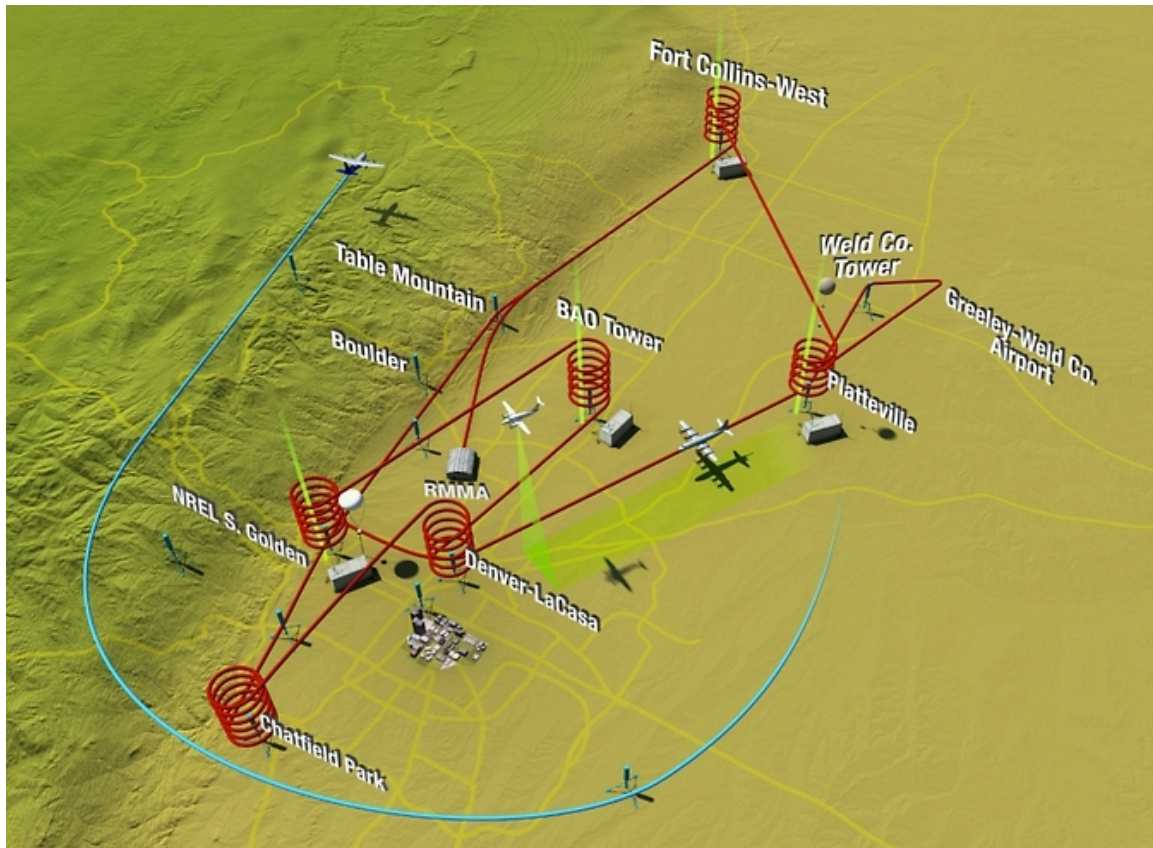 Fort Collins-West
Weld Co.
Tower
Table Mountain
BAO Tower
Greeley-Weld Co.
Airport
Boulder
Platteville
RMMA
NREL S. Golden
Denver-LaCasa
Chatfield Park